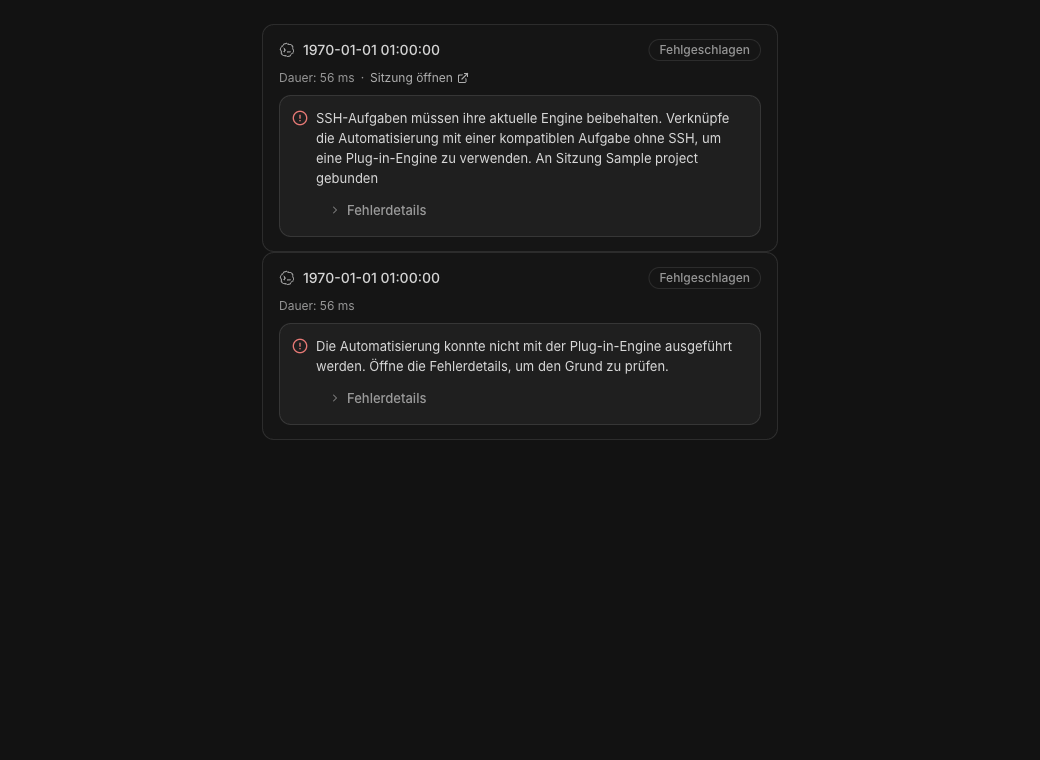 1970-01-01 01:00:00
Fehlgeschlagen
Dauer: 56 ms · Sitzung öffnen
SSH-Aufgaben müssen ihre aktuelle Engine beibehalten. Verknüpfe
die Automatisierung mit einer kompatiblen Aufgabe ohne SSH, um
eine Plug-in-Engine zu verwenden. An Sitzung Sample project
gebunden
Fehlerdetails
1970-01-01 01:00:00
Fehlgeschlagen
Dauer: 56 ms
Die Automatisierung konnte nicht mit der Plug-in-Engine ausgeführt
werden. Öffne die Fehlerdetails, um den Grund zu prüfen.
Fehlerdetails